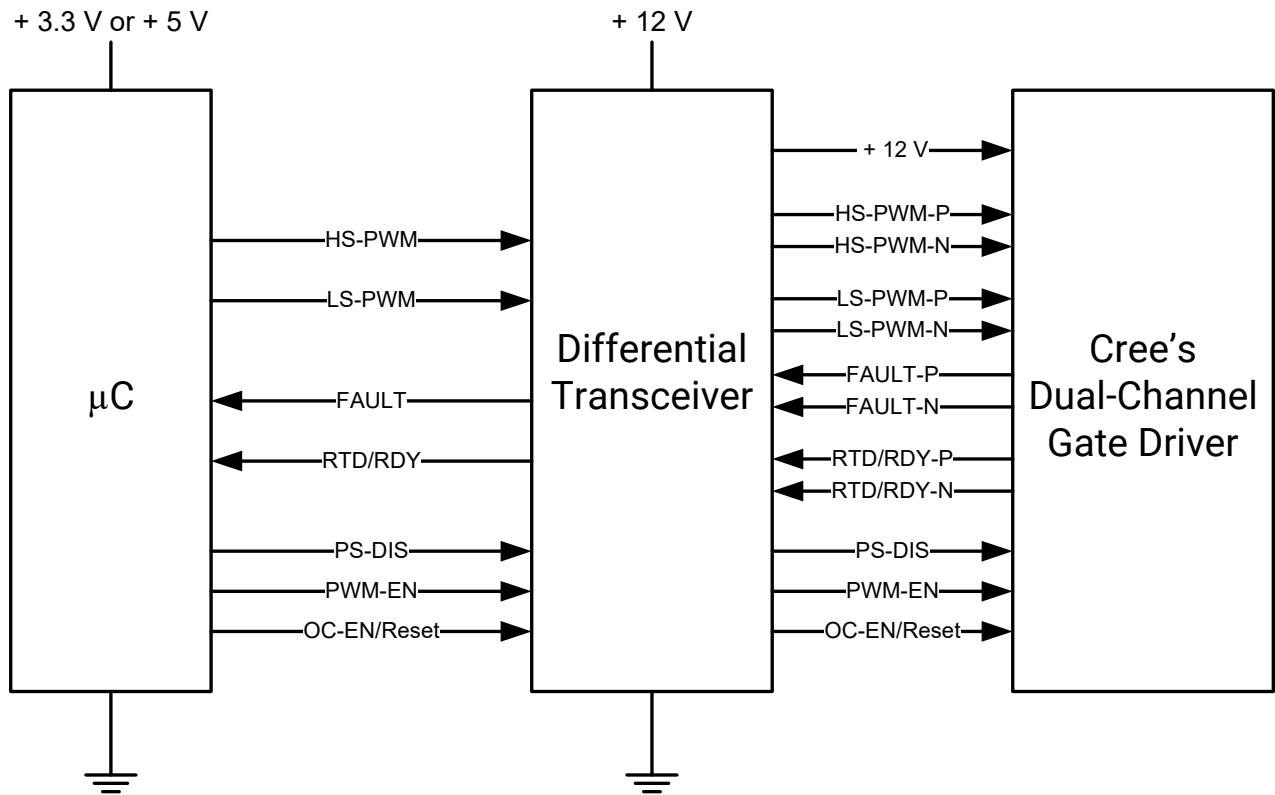 + 3.3 V or + 5 V
+ 12 V
μC
HS-PWM
LS-PWM
FAULT
RTD/RDY
PS-DIS
PWM-EN
OC-EN/Reset
Differential
Transceiver
+ 12 V
HS-PWM-P
HS-PWM-N
LS-PWM-P
LS-PWM-N
FAULT-P
FAULT-N
RTD/RDY-P
RTD/RDY-N
PS-DIS
PWM-EN
OC-EN/Reset
Cree’s
Dual-Channel
Gate Driver